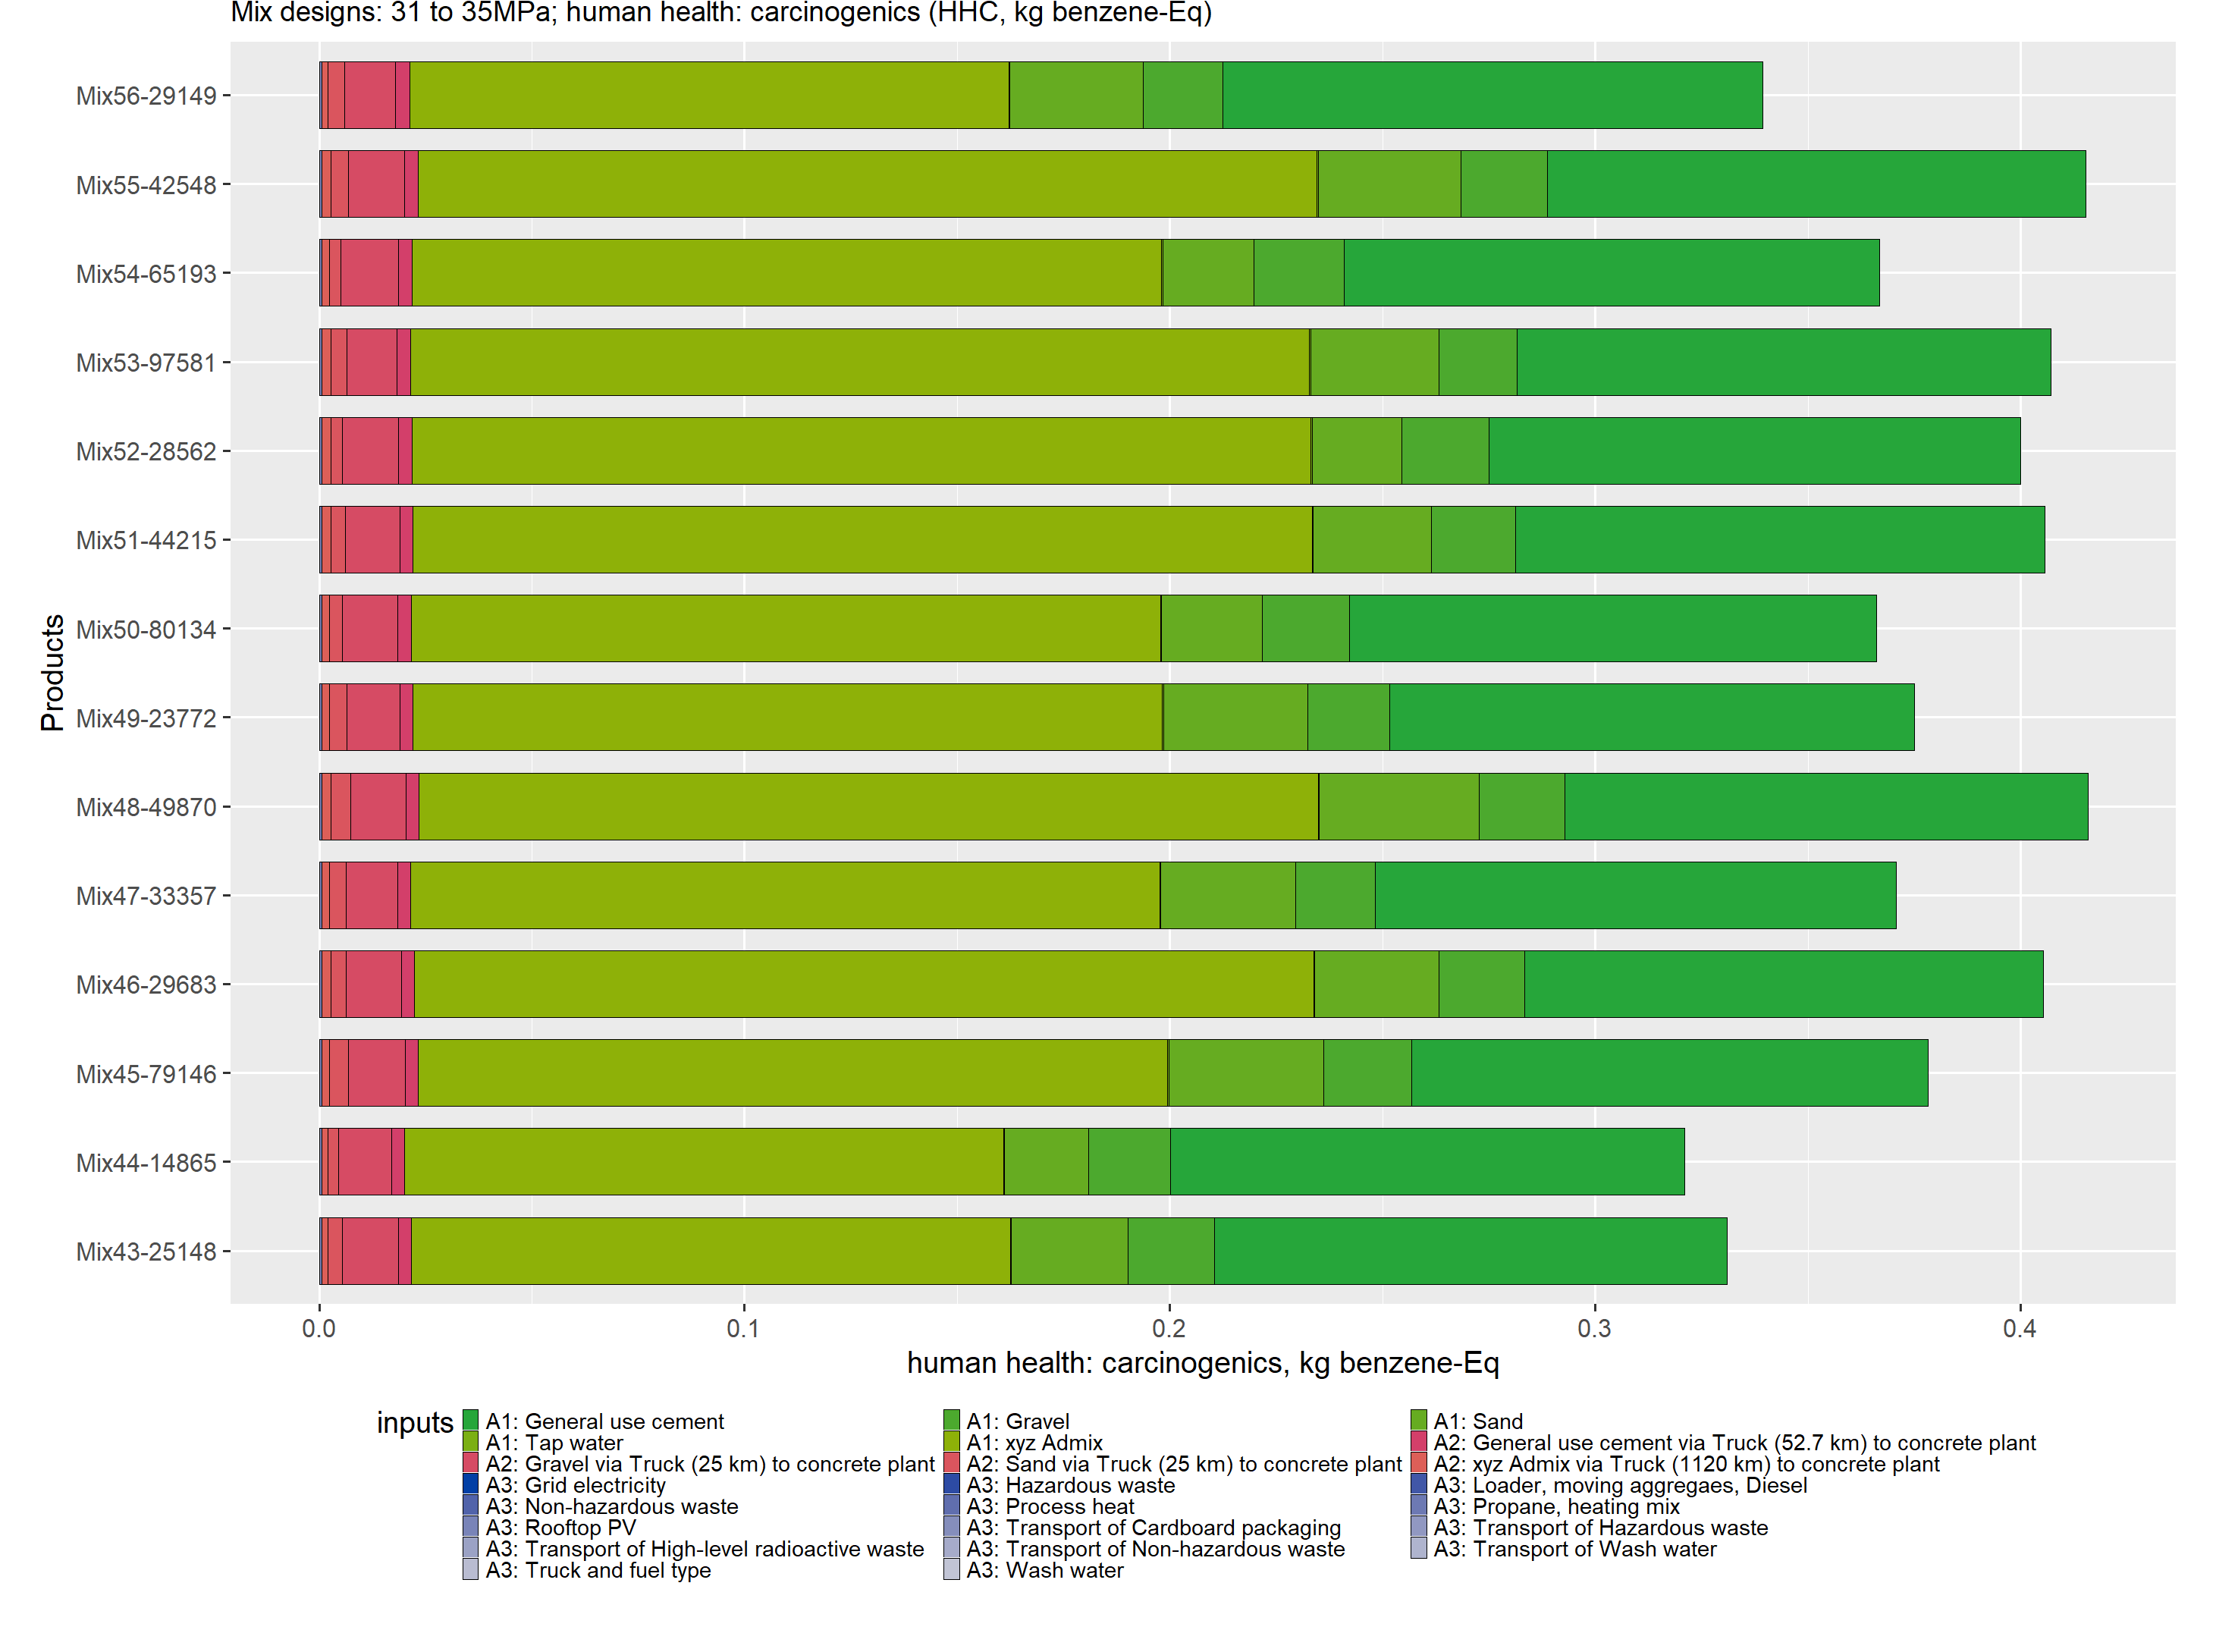 Mix designs: 31 to 35MPa; human health: carcinogenics (HHC, kg benzene-Eq)
Products
Mix56-29149
Mix55-42548
Mix54-65193
Mix53-97581
Mix52-28562
Mix51-44215
Mix50-80134
Mix49-23772
Mix48-49870
Mix47-33357
Mix46-29683
Mix45-79146
Mix44-14865
Mix43-25148
0.0 0.1 0.2 0.3 0.4
human health: carcinogenics, kg benzene-Eq
inputs
A1: General use cement A1: Gravel A1: Sand
A1: Tap water A1: xyz Admix A2: General use cement via Truck (52.7 km) to concrete plant
A2: Gravel via Truck (25 km) to concrete plant A2: Sand via Truck (25 km) to concrete plant A2: xyz Admix via Truck (1120 km) to concrete plant
A3: Grid electricity A3: Hazardous waste A3: Loader, moving aggregaes, Diesel
A3: Non-hazardous waste A3: Process heat A3: Propane, heating mix
A3: Rooftop PV A3: Transport of Cardboard packaging A3: Transport of Hazardous waste
A3: Transport of High-level radioactive waste A3: Transport of Non-hazardous waste A3: Transport of Wash water
A3: Truck and fuel type A3: Wash water